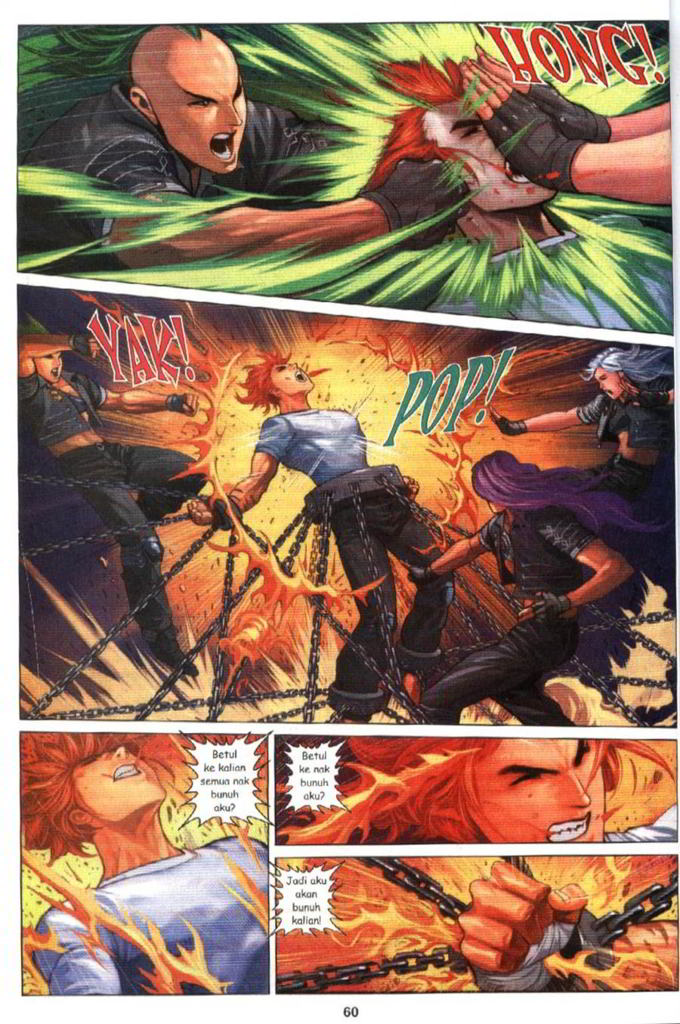 HONG!
YAK!
POP!
Betul
ke kalian
semua nak
bunuh
aku?
Betul
ke nak
bunuh
aku?
Jadi aku
akan
bunuh
kalian!
60